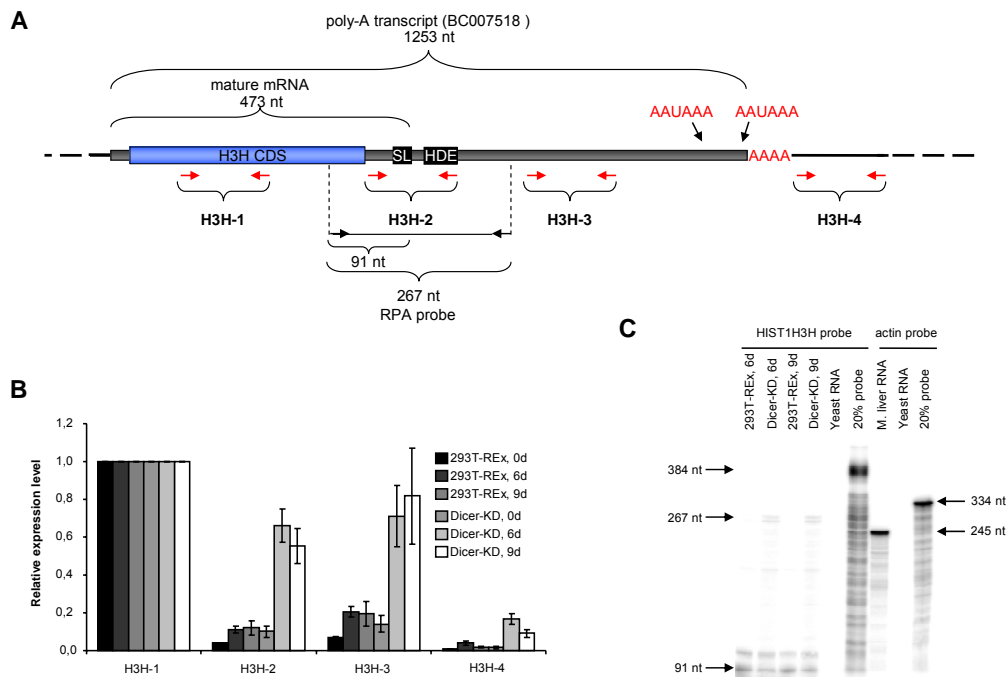 A
poly-A transcript (BC007518 )
1253 nt
mature mRNA
473 nt
AAUAAA AAUAAA
H3H CDS SL HDE AAAA
H3H-1 H3H-2 H3H-3 H3H-4
91 nt
267 nt
RPA probe
B
Relative expression level
1,2
1,0
0,8
0,6
0,4
0,2
0,0
H3H-1 H3H-2 H3H-3 H3H-4
293T-REx, 0d
293T-REx, 6d
293T-REx, 9d
Dicer-KD, 0d
Dicer-KD, 6d
Dicer-KD, 9d
C
HIST1H3H probe actin probe
293T-REx, 6d
Dicer-KD, 6d
293T-REx, 9d
Dicer-KD, 9d
Yeast RNA
20% probe
M. liver RNA
Yeast RNA
20% probe
384 nt
267 nt
91 nt
334 nt
245 nt